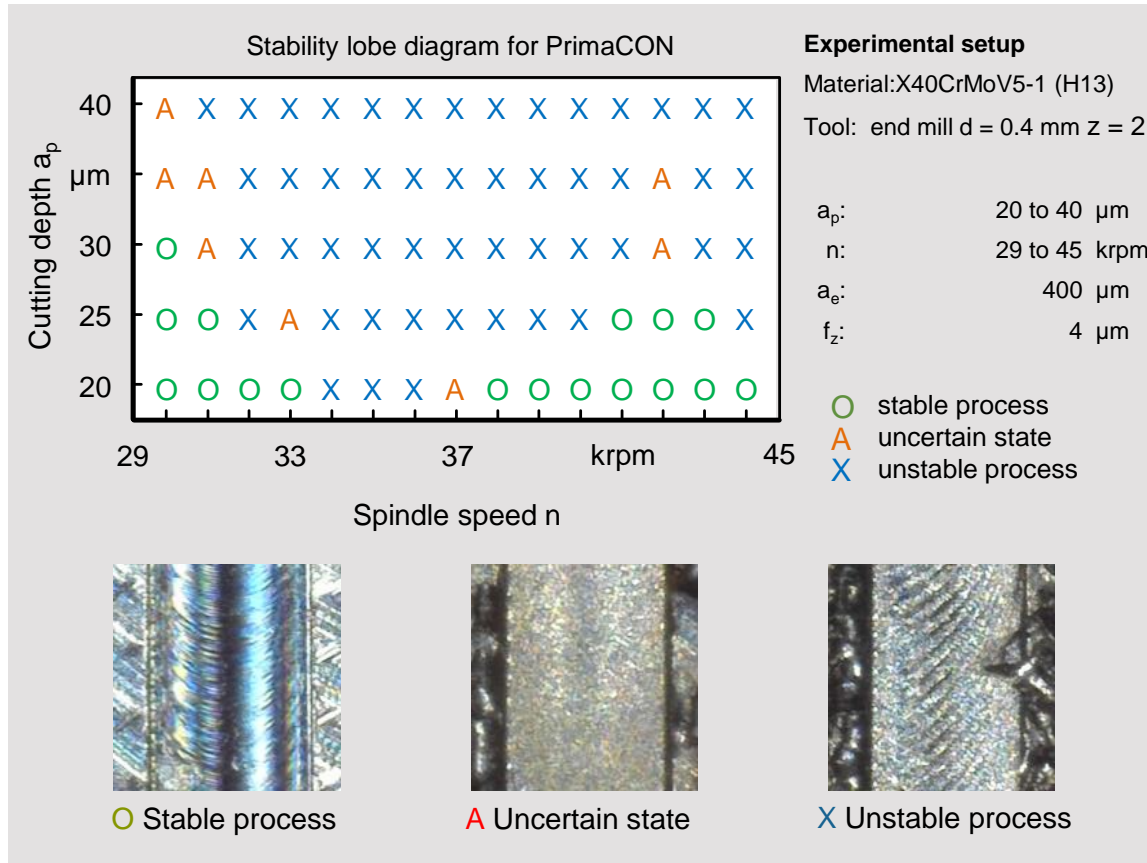 Stability lobe diagram for PrimaCON
Cutting depth aₚ
40 A X X X X X X X X X X X X X X
µm A A X X X X X X X X X X A X X
30 O A X X X X X X X X X X A X X
25 O O X A X X X X X X X O O O X
20 O O O O X X X A O O O O O O O
29 33 37 krpm 45
Spindle speed n
Experimental setup
Material:X40CrMoV5-1 (H13)
Tool: end mill d = 0.4 mm z = 2
aₚ: 20 to 40 µm
n: 29 to 45 krpm
aₑ: 400 µm
f_z: 4 µm
O stable process
A uncertain state
X unstable process
O Stable process
A Uncertain state
X Unstable process